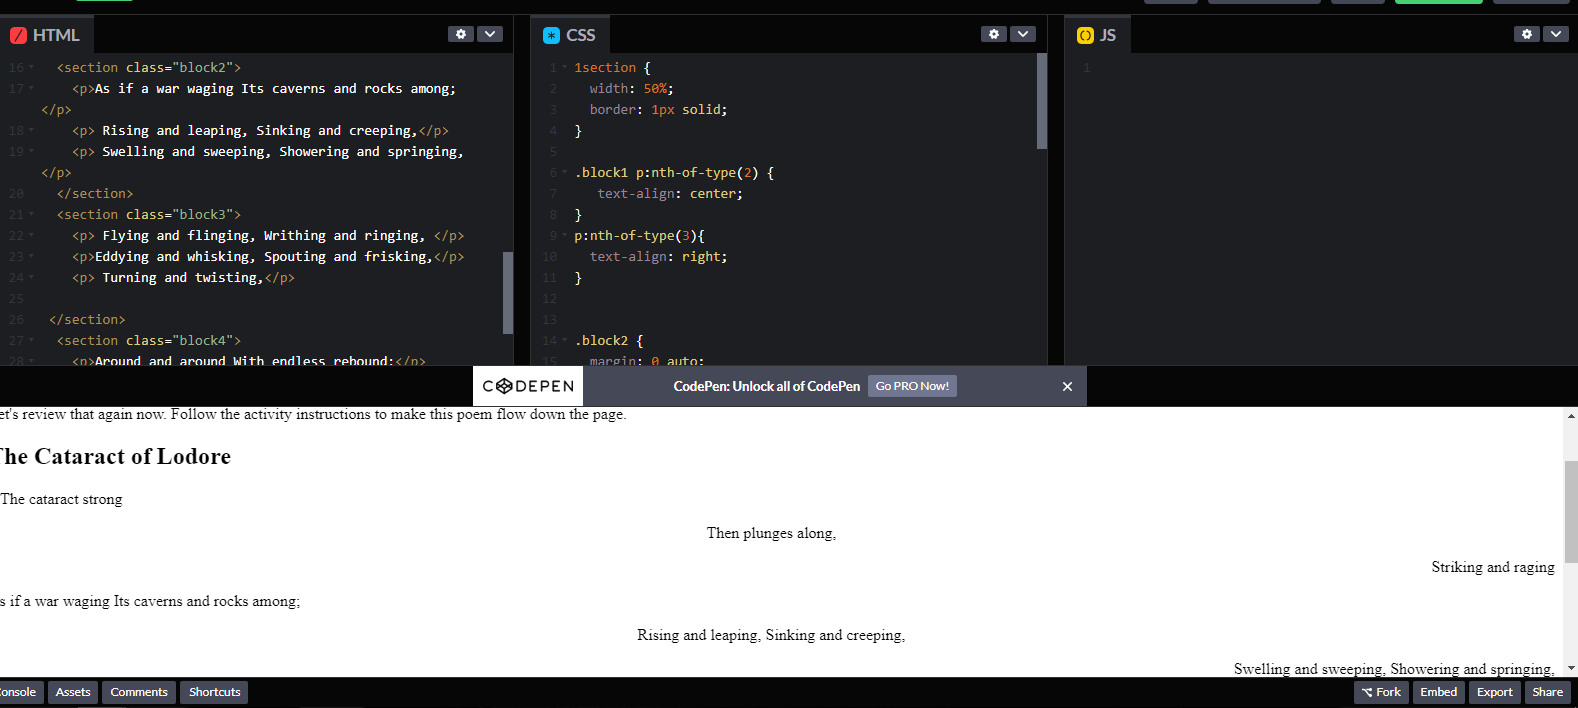 HTML
16 <section class="block2">
17 <p>As if a war waging Its caverns and rocks among;
</p>
18 <p> Rising and leaping, Sinking and creeping,</p>
19 <p> Swelling and sweeping, Showering and springing,
</p>
20 </section>
21 <section class="block3">
22 <p> Flying and flinging, Writhing and ringing, </p>
23 <p>Eddying and whisking, Spouting and frisking,</p>
24 <p> Turning and twisting,</p>
25
26 </section>
27 <section class="block4">
28 <p>Around and around With endless rebound:</p>
CSS
1 1section {
2 width: 50%;
3 border: 1px solid;
4 }
5
6 .block1 p:nth-of-type(2) {
7 text-align: center;
8 }
9 p:nth-of-type(3){
10 text-align: right;
11 }
12
13
14 .block2 {
15 margin: 0 auto;
JS
1
CODEPEN
CodePen: Unlock all of CodePen Go PRO Now!
et's review that again now. Follow the activity instructions to make this poem flow down the page.
The Cataract of Lodore
The cataract strong
Then plunges along,
Striking and raging
s if a war waging Its caverns and rocks among;
Rising and leaping, Sinking and creeping,
Swelling and sweeping, Showering and springing,
onsole Assets Comments Shortcuts Fork Embed Export Share